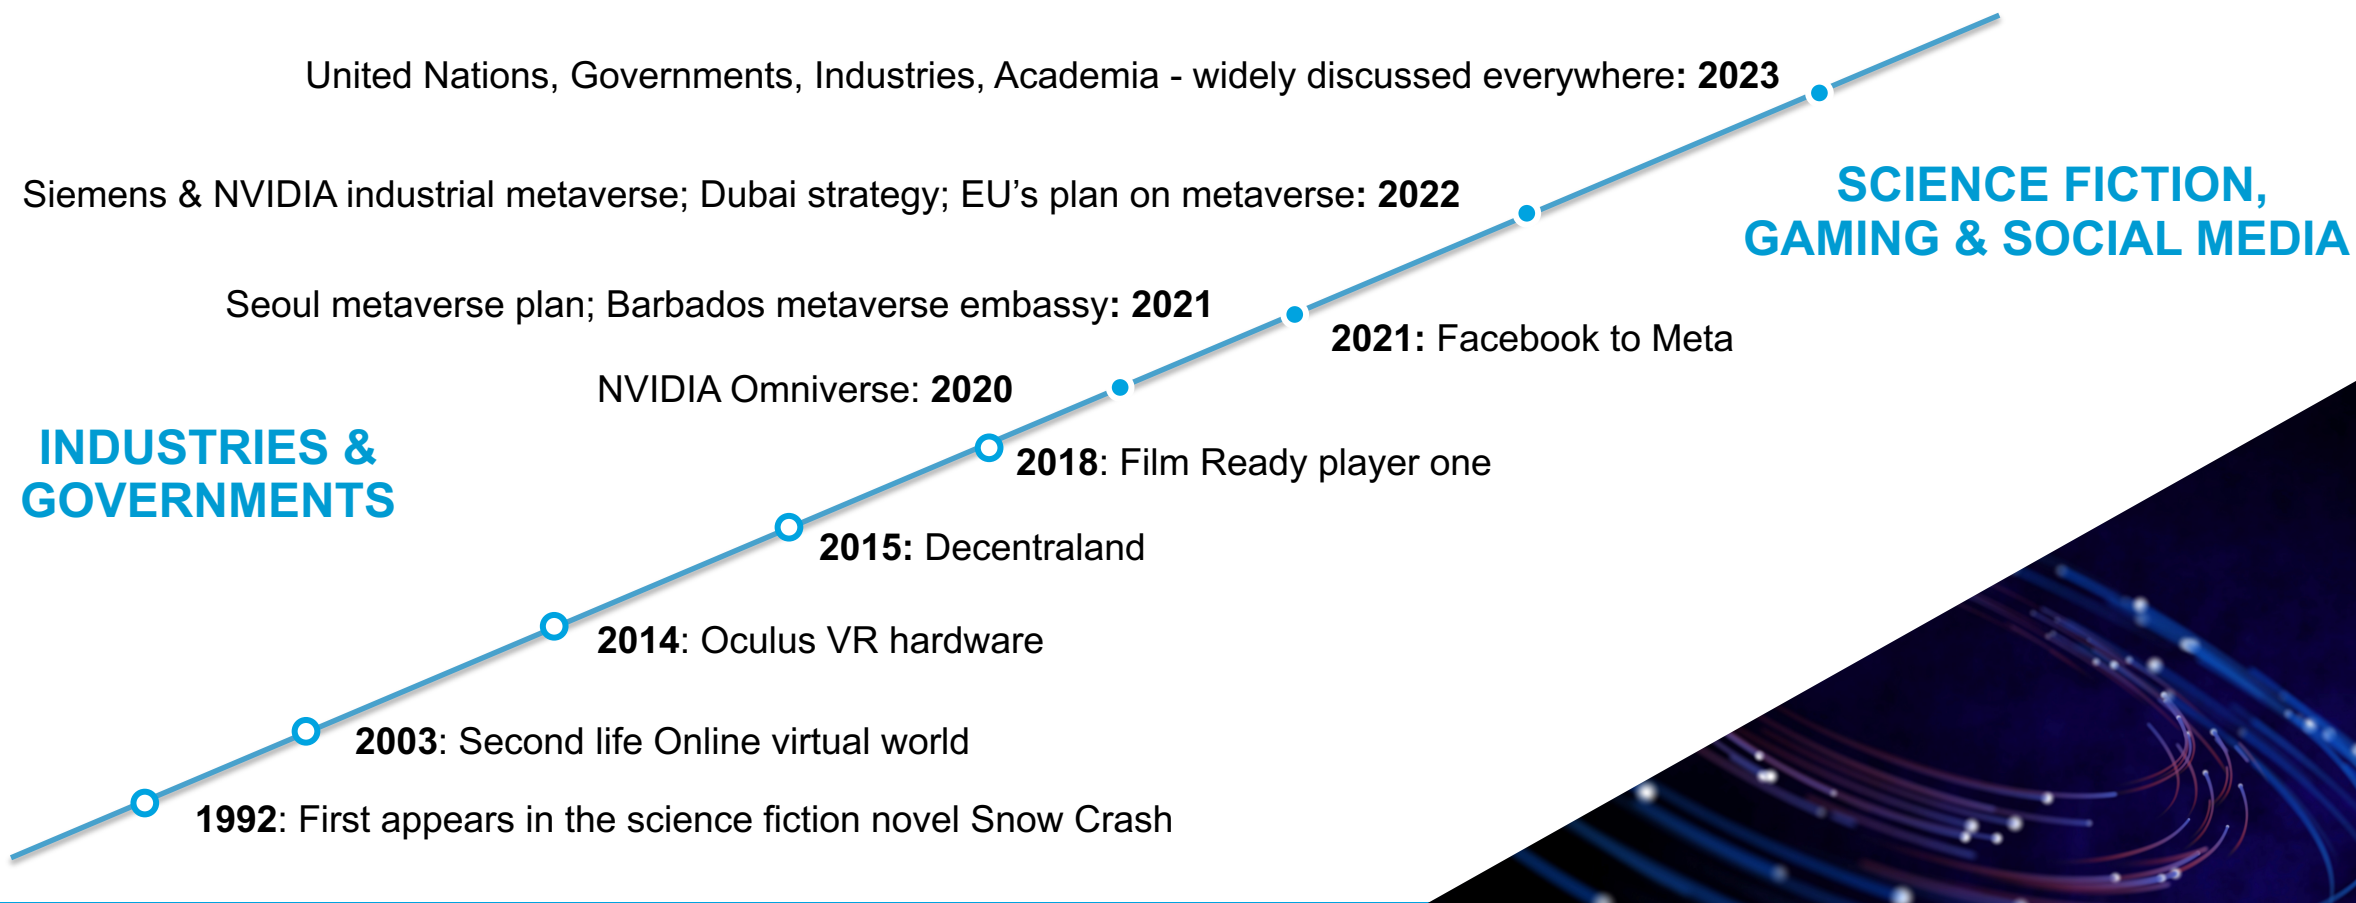 United Nations, Governments, Industries, Academia - widely discussed everywhere: 2023
Siemens & NVIDIA industrial metaverse; Dubai strategy; EU’s plan on metaverse: 2022
SCIENCE FICTION,
GAMING & SOCIAL MEDIA
Seoul metaverse plan; Barbados metaverse embassy: 2021
2021: Facebook to Meta
NVIDIA Omniverse: 2020
INDUSTRIES &
GOVERNMENTS
2018: Film Ready player one
2015: Decentraland
2014: Oculus VR hardware
2003: Second life Online virtual world
1992: First appears in the science fiction novel Snow Crash